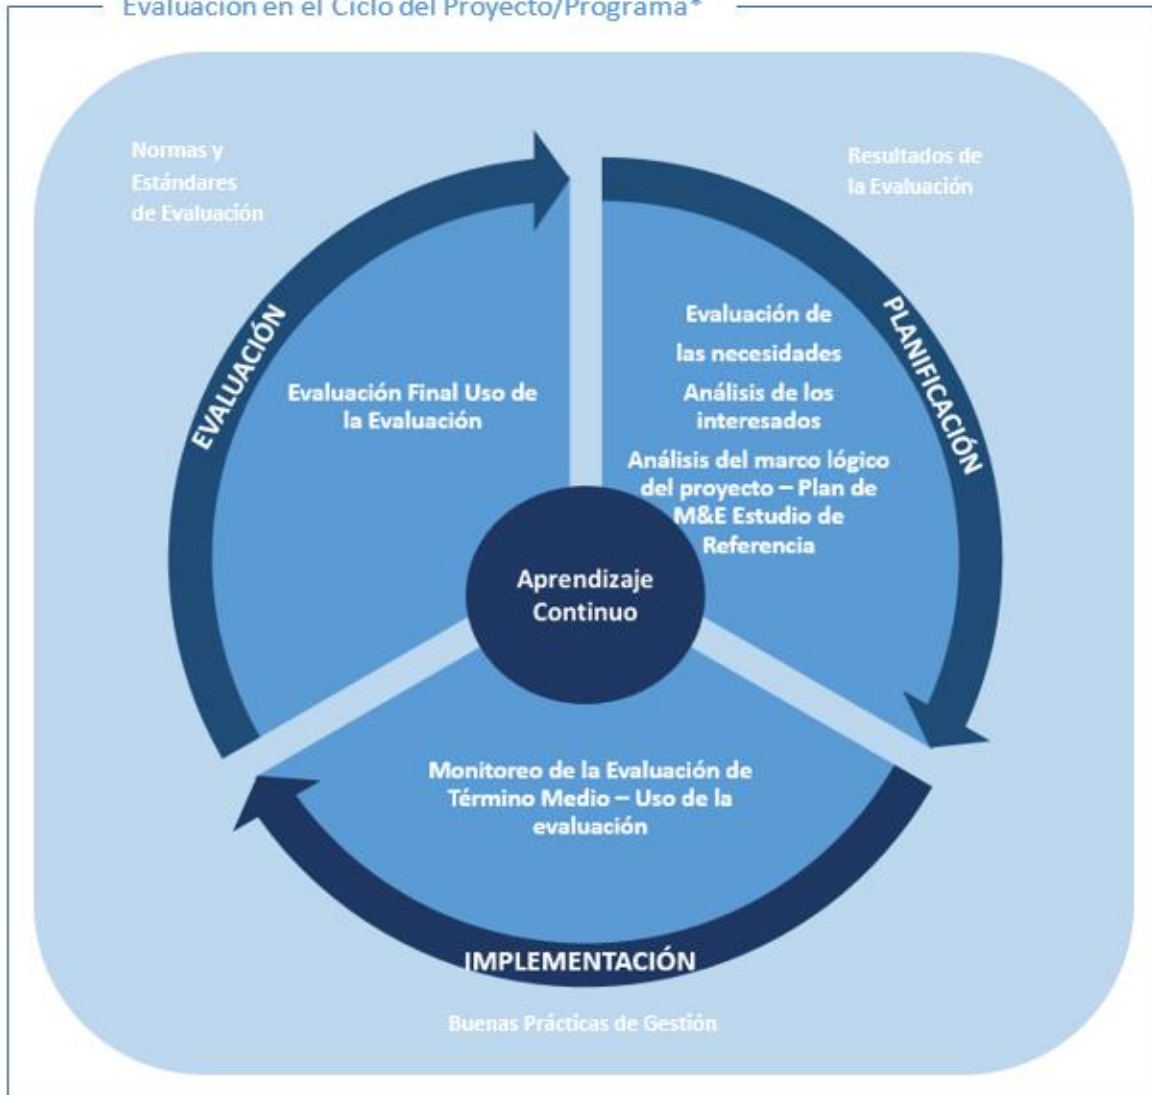 Evaluación en el Ciclo del Proyecto/Programa*
Normas y
Estándares
de Evaluación
Resultados de
la Evaluación
EVALUACIÓN
PLANIFICACIÓN
Evaluación de
las necesidades
Análisis de los
interesados
Análisis del marco lógico
del proyecto – Plan de
M&E Estudio de
Referencia
Evaluación Final Uso de
la Evaluación
Aprendizaje
Continuo
Monitoreo de la Evaluación de
Término Medio – Uso de la
evaluación
IMPLEMENTACIÓN
Buenas Prácticas de Gestión